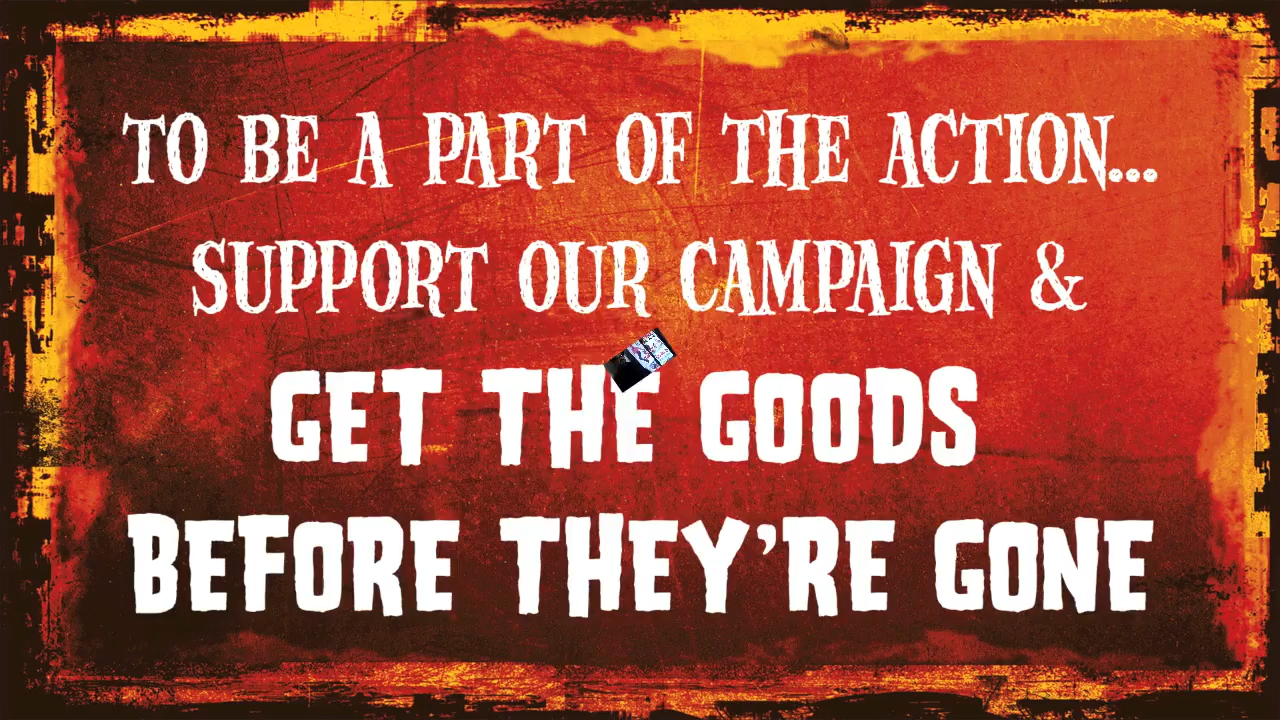 TO BE A PART OF THE ACTION...
SUPPORT OUR CAMPAIGN &
GET THE GOODS
BEFORE THEY'RE GONE